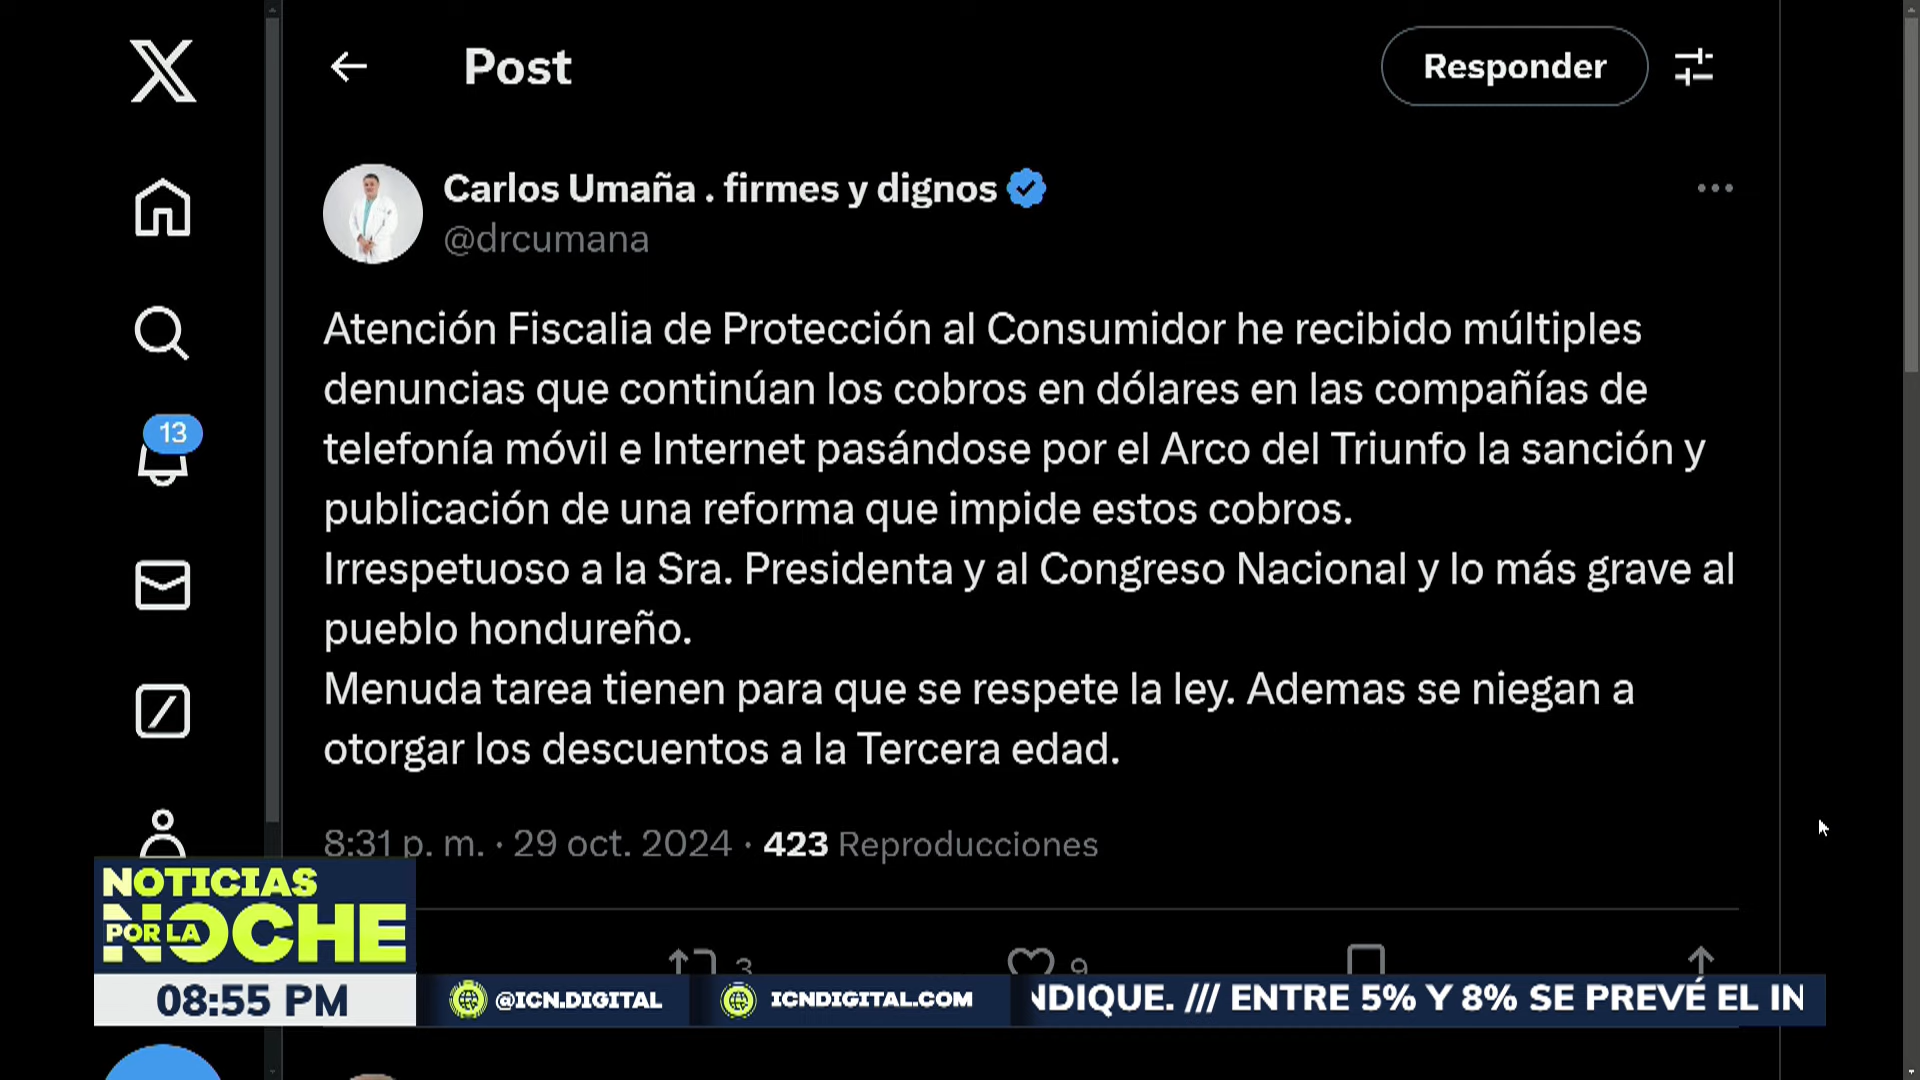 Post
Responder
Carlos Umaña . firmes y dignos
@drcumana
Atención Fiscalia de Protección al Consumidor he recibido múltiples
denuncias que continúan los cobros en dólares en las compañías de
telefonía móvil e Internet pasándose por el Arco del Triunfo la sanción y
publicación de una reforma que impide estos cobros.
Irrespetuoso a la Sra. Presidenta y al Congreso Nacional y lo más grave al
pueblo hondureño.
Menuda tarea tienen para que se respete la ley. Ademas se niegan a
otorgar los descuentos a la Tercera edad.
13
8:31 p. m. · 29 oct. 2024 · 423 Reproducciones
3 9
NOTICIAS
POR LA
NOCHE
08:55 PM
@ICN.DIGITAL
ICNDIGITAL.COM
NDIQUE. /// ENTRE 5% Y 8% SE PREVÉ EL IN